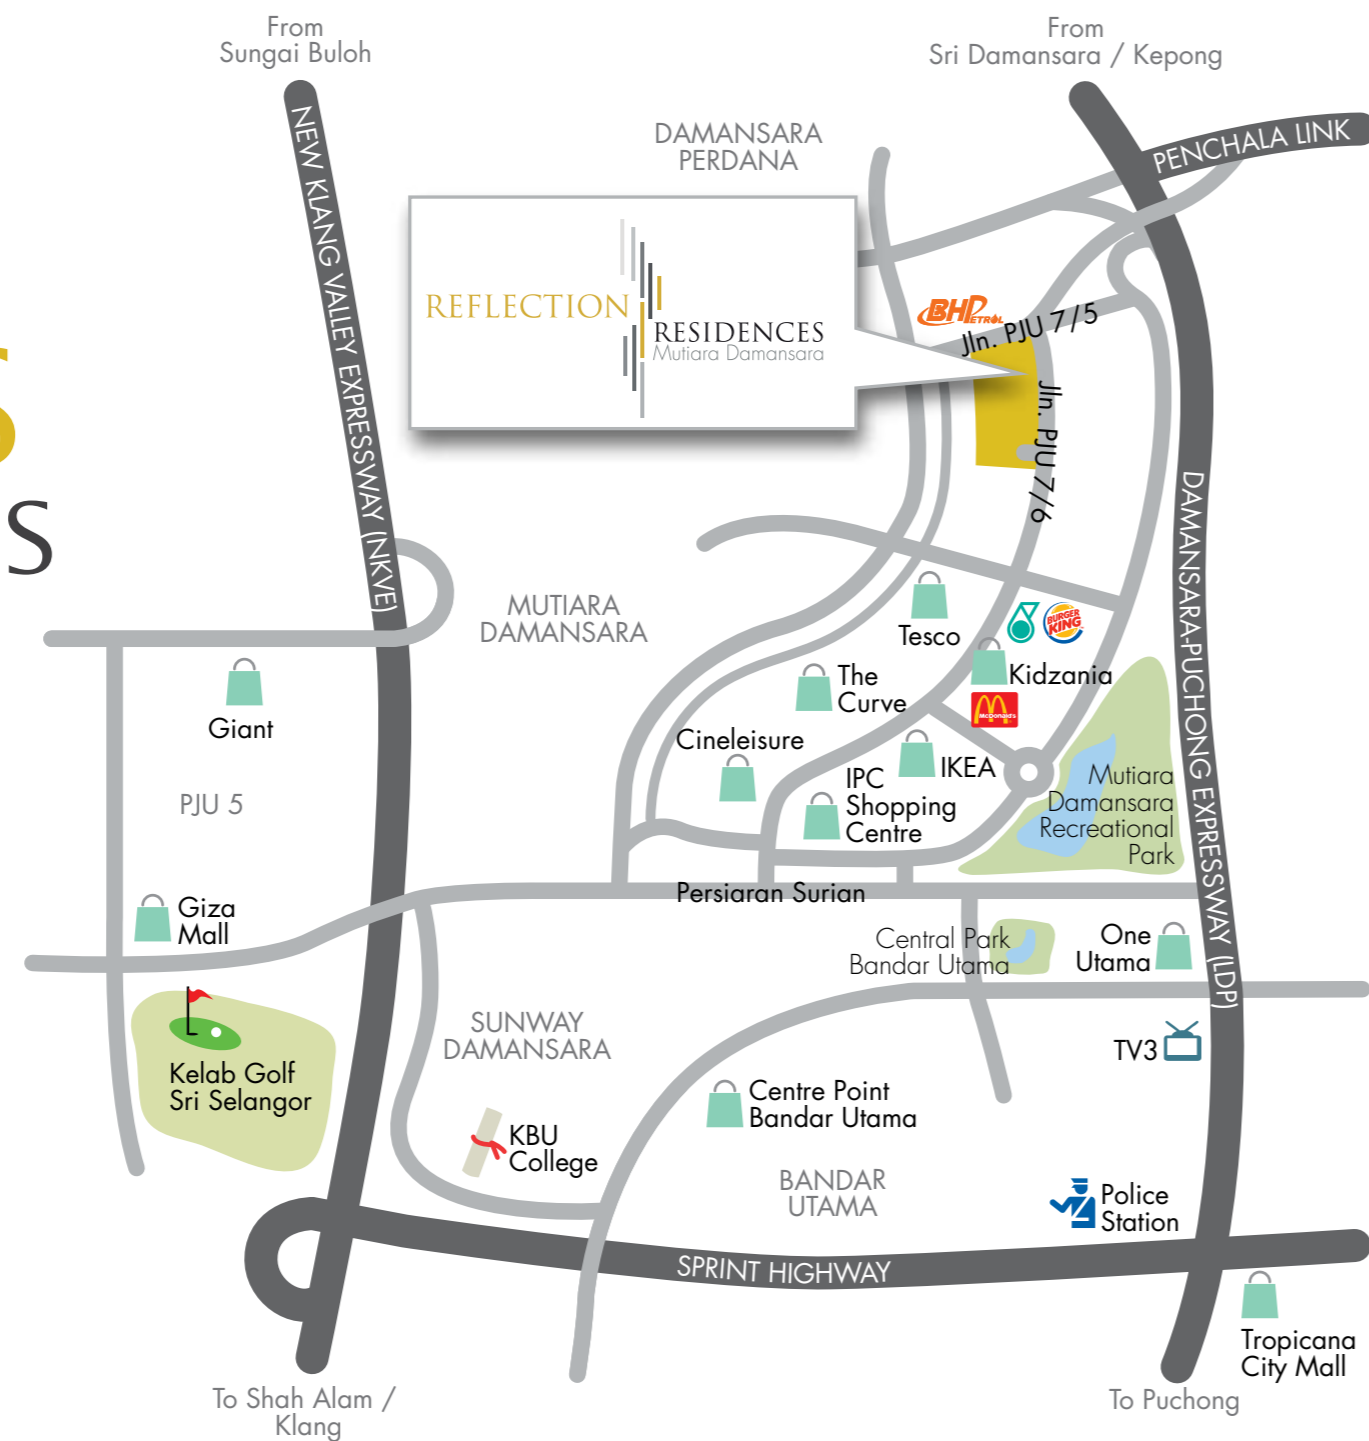 From
Sungai Buloh
From
Sri Damansara / Kepong
DAMANSARA
PERDANA
PENCHALA LINK
NEW KLANG VALLEY EXPRESSWAY (NKVE)
REFLECTION
RESIDENCES
Mutiara Damansara
BHPETROL
Jln. PJU 7/5
Jln. PJU 7/6
S
S
DAMANSARA-PUCHONG EXPRESSWAY (LDP)
MUTIARA
DAMANSARA
Tesco
BURGER
KING
Kidzania
The
Curve
McDonald's
Giant
Cineleisure
IKEA
IPC
Shopping
Centre
Mutiara
Damansara
Recreational
Park
PJU 5
Persiaran Surian
Giza
Mall
Central Park
Bandar Utama
One
Utama
SUNWAY
DAMANSARA
TV3
Kelab Golf
Sri Selangor
Centre Point
Bandar Utama
KBU
College
BANDAR
UTAMA
Police
Station
SPRINT HIGHWAY
Tropicana
City Mall
To Shah Alam /
Klang
To Puchong